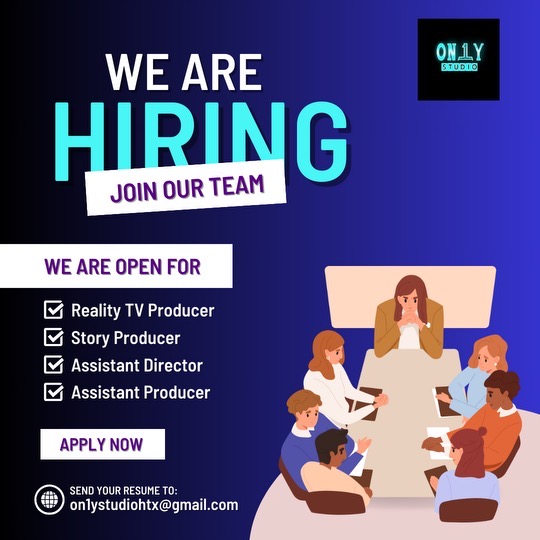 ON1Y
STUDIO
WE ARE
HIRING
JOIN OUR TEAM
WE ARE OPEN FOR
Reality TV Producer
Story Producer
Assistant Director
Assistant Producer
APPLY NOW
SEND YOUR RESUME TO:
on1ystudiohtx@gmail.com